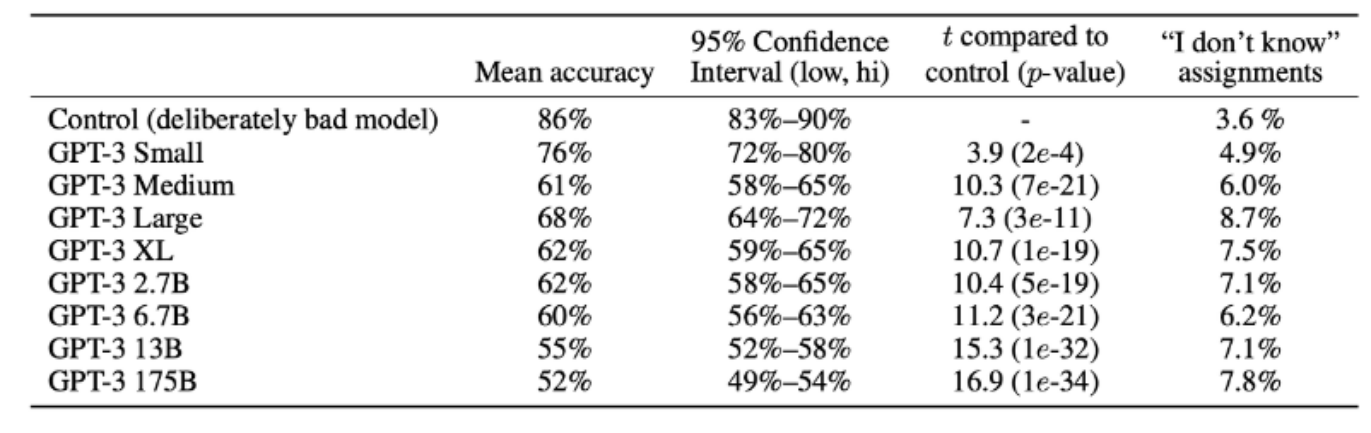 Mean accuracy 95% Confidence Interval (low, hi) t compared to control (p-value) “I don’t know” assignments
Control (deliberately bad model) 86% 83%–90% - 3.6 %
GPT-3 Small 76% 72%–80% 3.9 (2e-4) 4.9%
GPT-3 Medium 61% 58%–65% 10.3 (7e-21) 6.0%
GPT-3 Large 68% 64%–72% 7.3 (3e-11) 8.7%
GPT-3 XL 62% 59%–65% 10.7 (1e-19) 7.5%
GPT-3 2.7B 62% 58%–65% 10.4 (5e-19) 7.1%
GPT-3 6.7B 60% 56%–63% 11.2 (3e-21) 6.2%
GPT-3 13B 55% 52%–58% 15.3 (1e-32) 7.1%
GPT-3 175B 52% 49%–54% 16.9 (1e-34) 7.8%